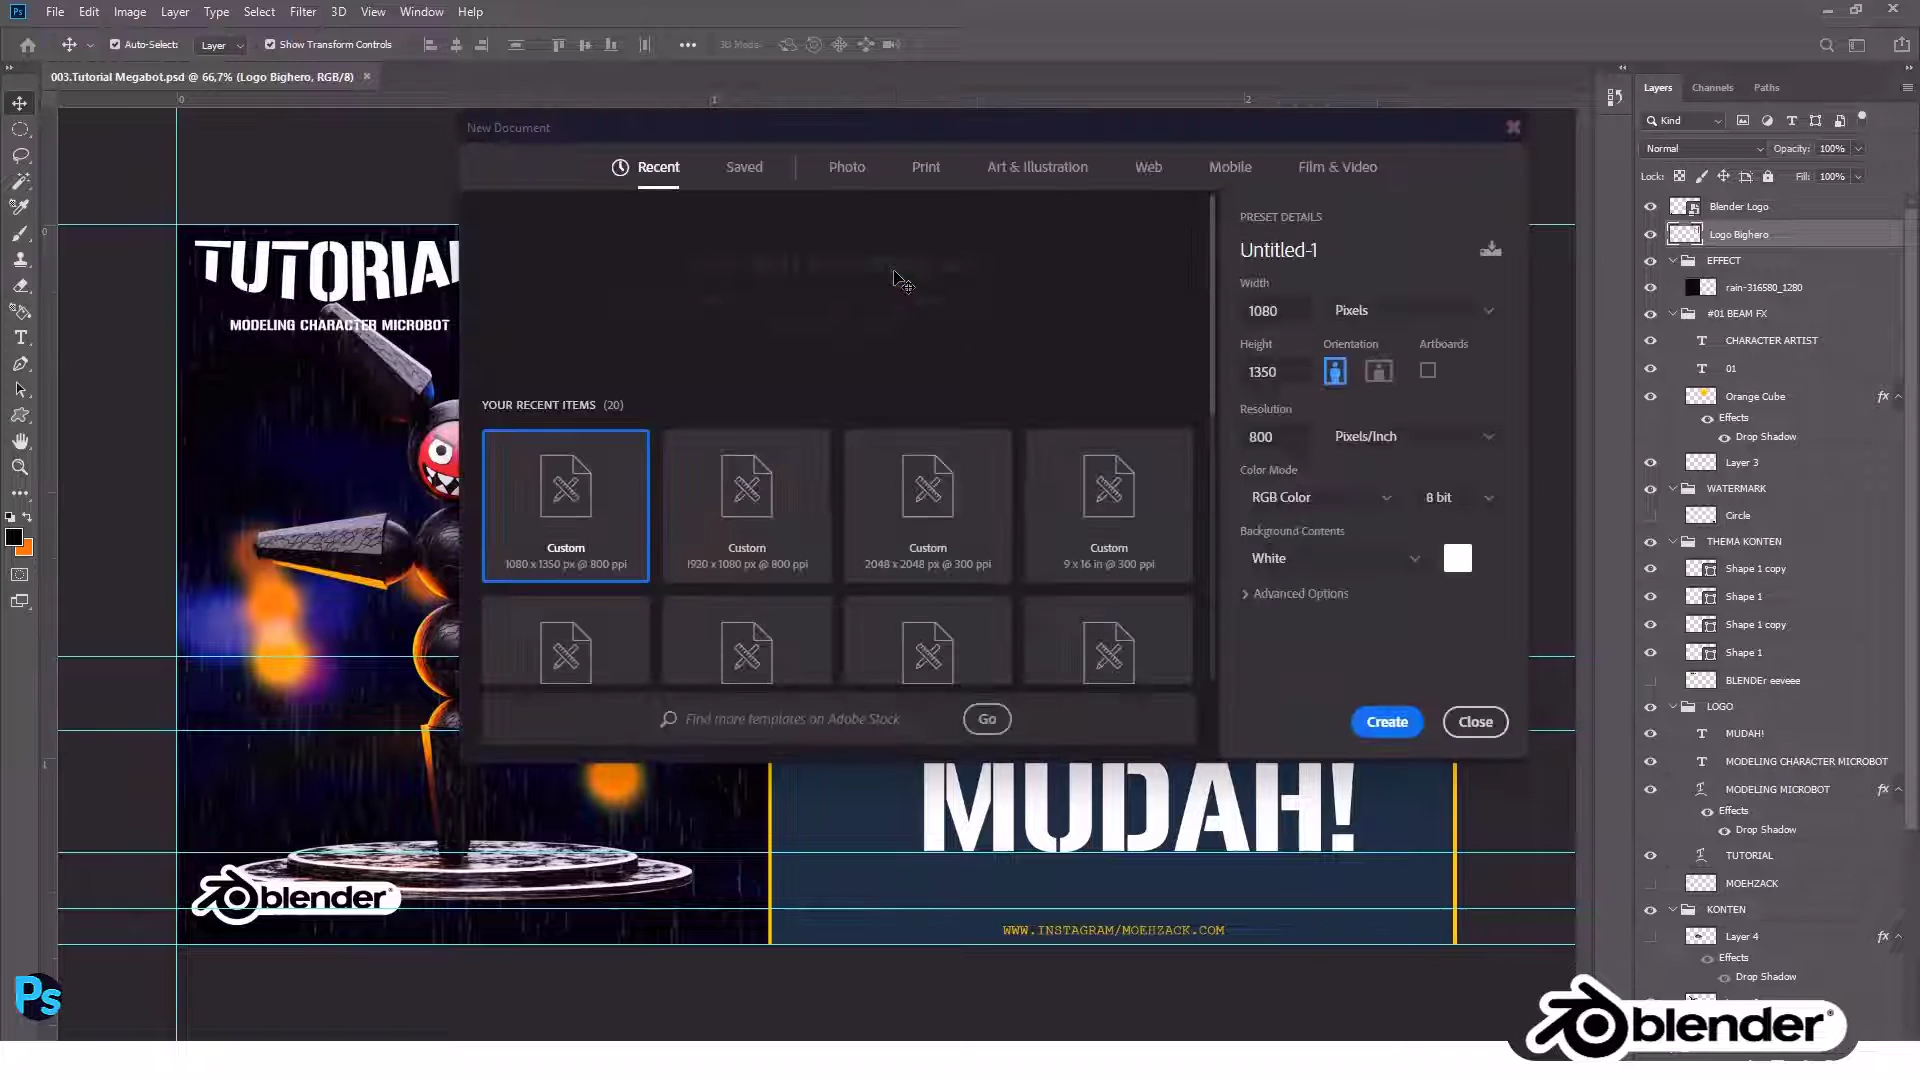 Ps File Edit Image Layer Type Select Filter 3D View Window Help
Auto-Select: Layer Show Transform Controls 3D Mode:
003.Tutorial Megabot.psd @ 66,7% (Logo Bighero, RGB/8)
0 1 2
New Document
Recent Saved Photo Print Art & Illustration Web Mobile Film & Video
TUTORIAL
MODELING CHARACTER MICROBOT
YOUR RECENT ITEMS (20)
Custom
1080 x 1350 px @ 800 ppi
Custom
1920 x 1080 px @ 800 ppi
Custom
2048 x 2048 px @ 300 ppi
Custom
9 x 16 in @ 300 ppi
Find more templates on Adobe Stock Go
PRESET DETAILS
Untitled-1
Width
1080 Pixels
Height Orientation Artboards
1350
Resolution
800 Pixels/Inch
Color Mode
RGB Color 8 bit
Background Contents
White
Advanced Options
Create Close
MUDAH!
WWW.INSTAGRAM/MOEHZACK.COM
blender®
Ps
Layers Channels Paths
Kind
Normal Opacity: 100%
Lock: Fill: 100%
Blender Logo
Logo Bighero
EFFECT
rain-316580_1280
#01 BEAM FX
CHARACTER ARTIST
01
Orange Cube fx
Effects
Drop Shadow
Layer 3
WATERMARK
Circle
THEMA KONTEN
Shape 1 copy
Shape 1
Shape 1 copy
Shape 1
BLENDEr eeveee
LOGO
MUDAH!
MODELING CHARACTER MICROBOT
MODELING MICROBOT fx
Effects
Drop Shadow
TUTORIAL
MOEHZACK
KONTEN
Layer 4 fx
Effects
Drop Shadow
blender®